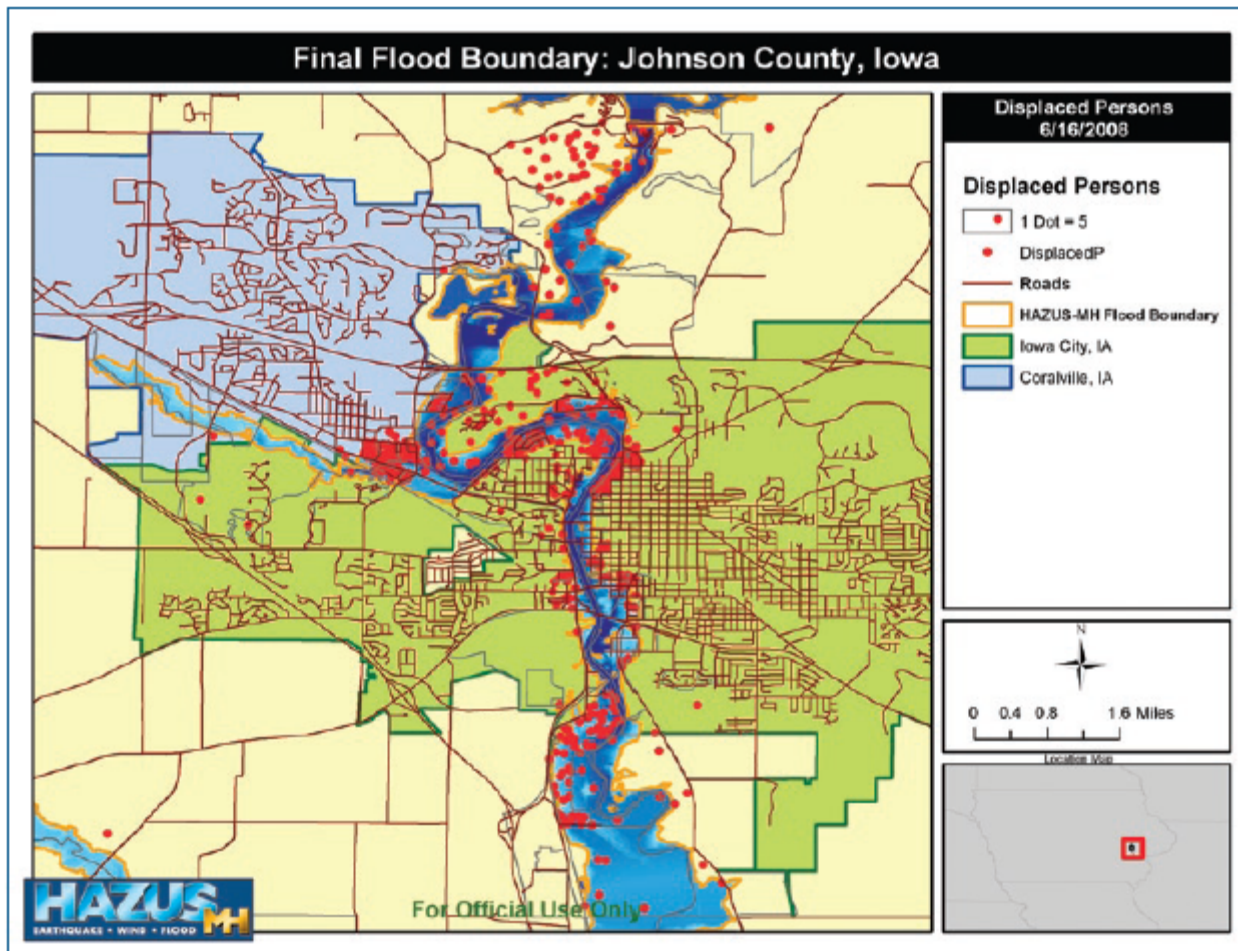 Final Flood Boundary: Johnson County, Iowa
Displaced Persons
6/16/2008
Displaced Persons
1 Dot = 5
DisplacedP
Roads
HAZUS-MH Flood Boundary
Iowa City, IA
Coralville, IA
N
0 0.4 0.8 1.6 Miles
Location Map
HAZUS
MH
EARTHQUAKE • WIND • FLOOD
For Official Use Only